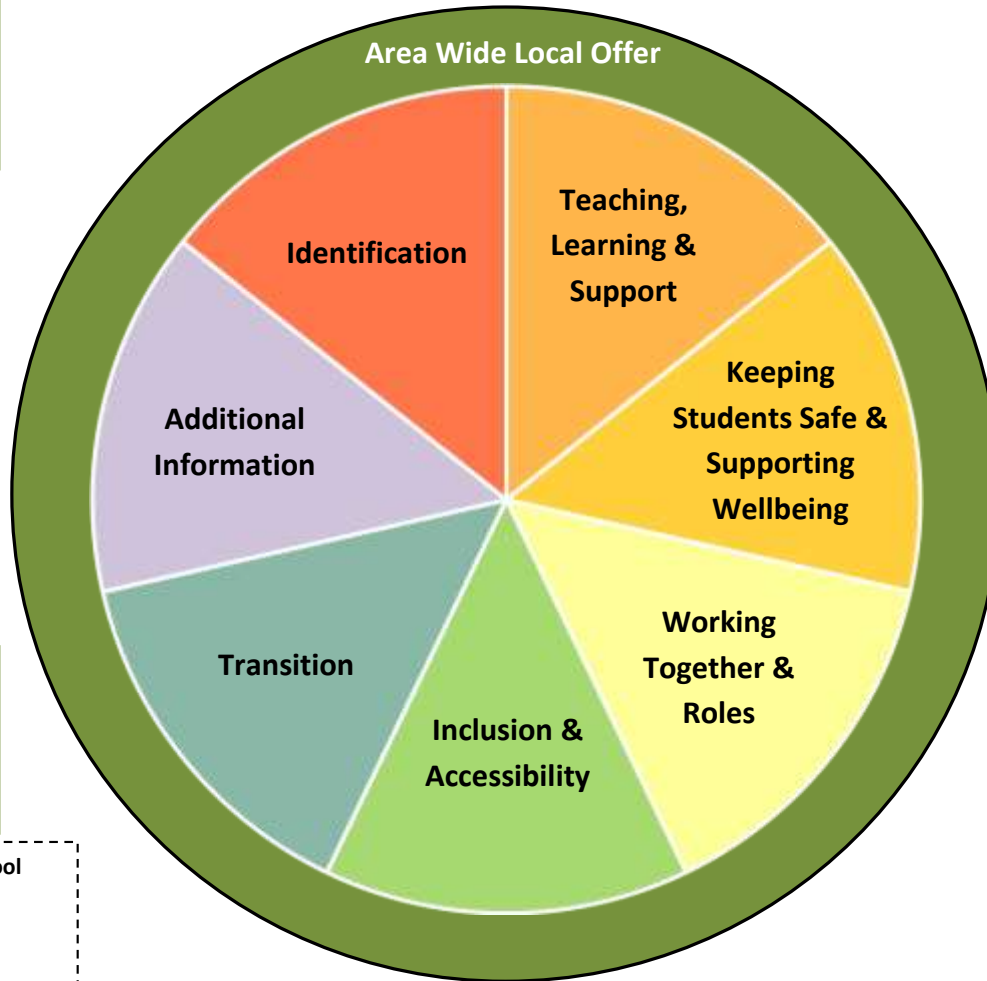 Area Wide Local Offer
Teaching,
Learning &
Support
Identification
Keeping
Students Safe &
Supporting
Wellbeing
Additional
Information
Working
Together &
Roles
Transition
Inclusion &
Accessibility